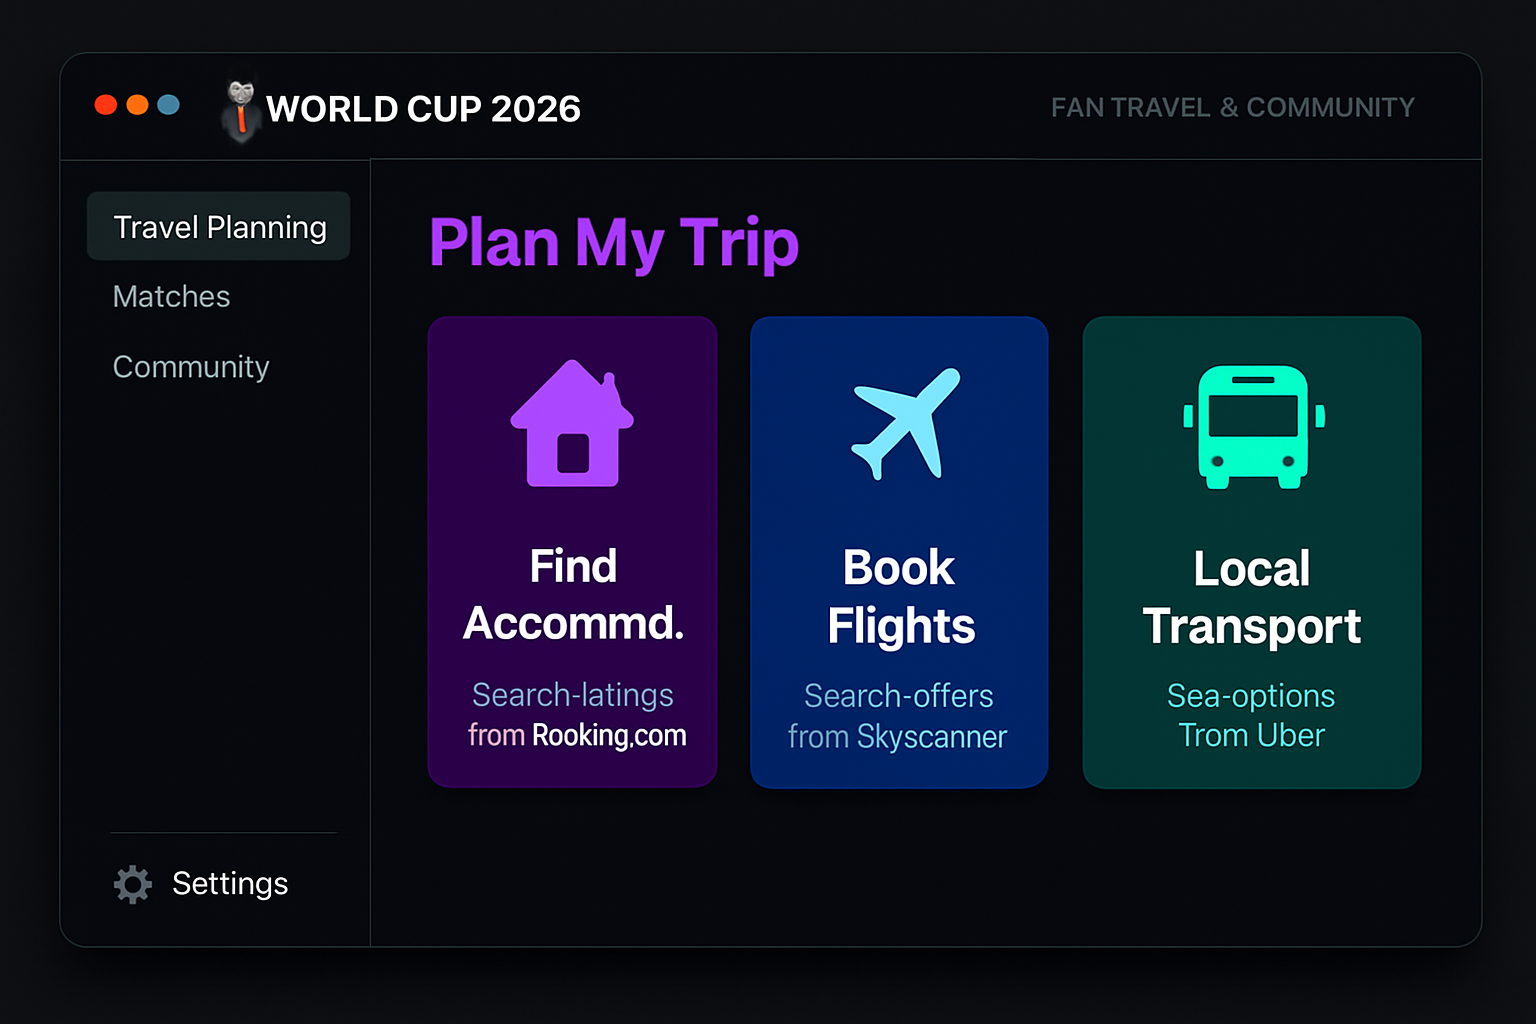 WORLD CUP 2026
FAN TRAVEL & COMMUNITY
Travel Planning
Matches
Community
Settings
Plan My Trip
Find
Accommd.
Search-latings
from Rooking.com
Book
Flights
Search-offers
from Skyscanner
Local
Transport
Sea-options
Trom Uber